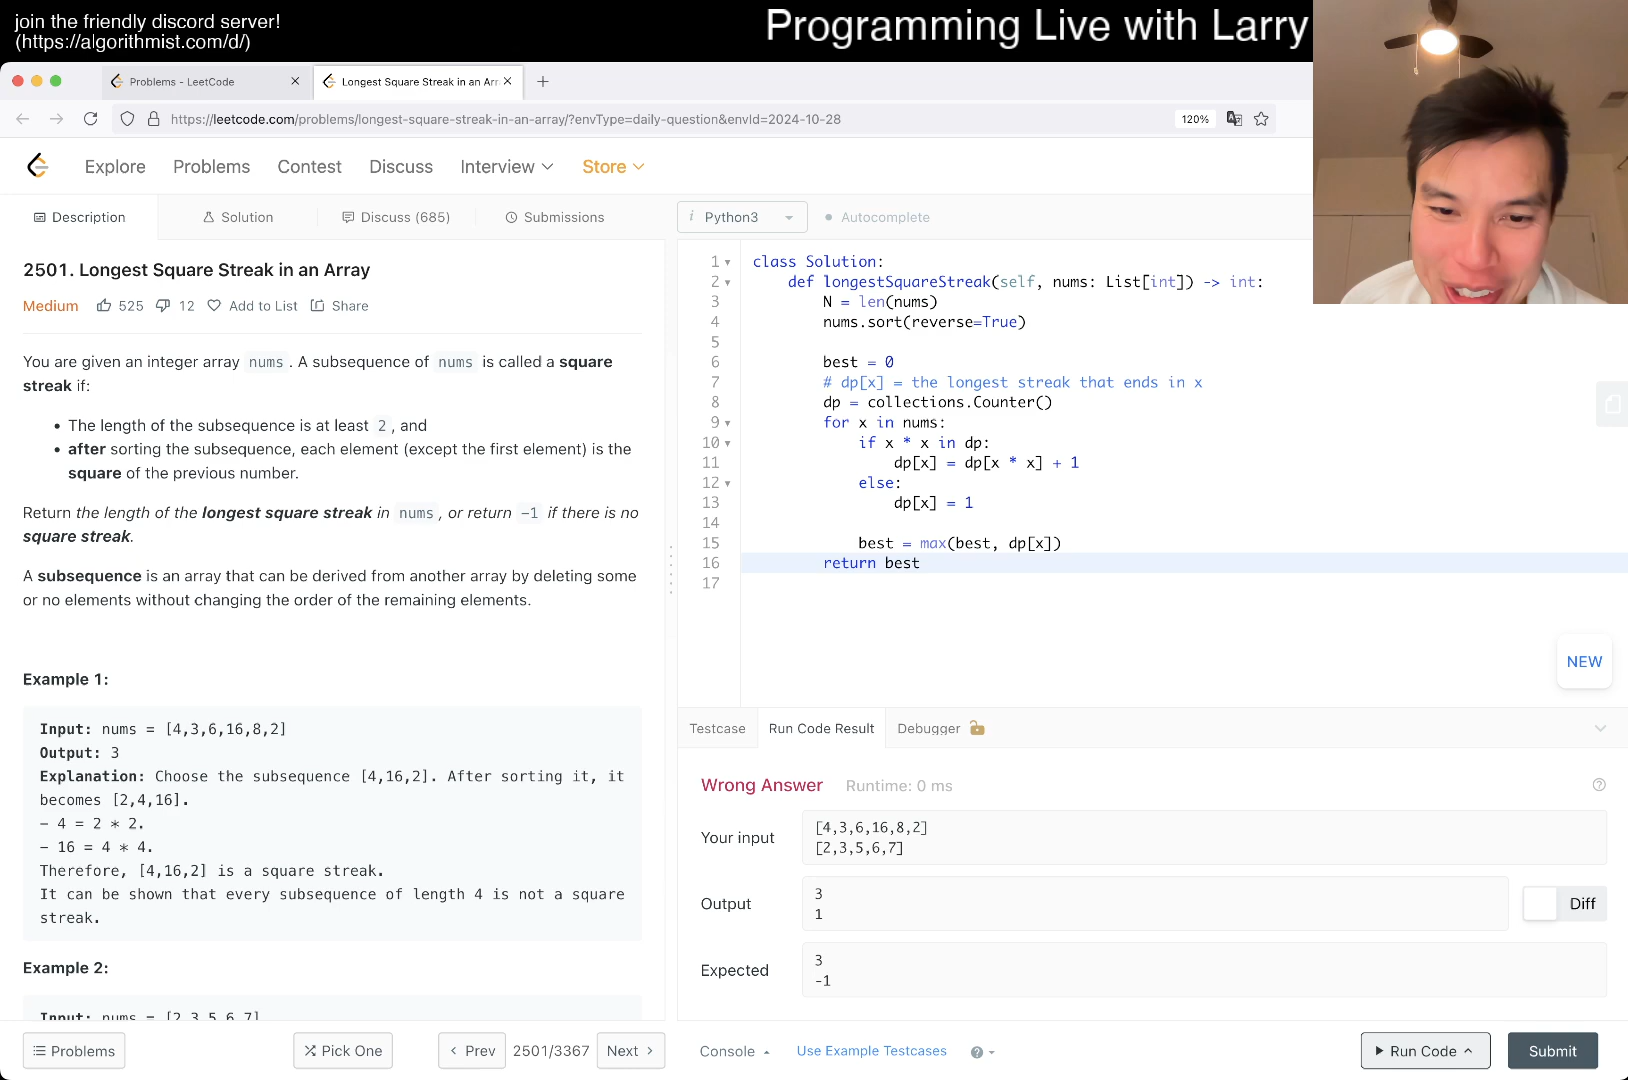 join the friendly discord server!
(https://algorithmist.com/d/)
Programming Live with Larry
Problems - LeetCode
Longest Square Streak in an Arr
https://leetcode.com/problems/longest-square-streak-in-an-array/?envType=daily-question&envId=2024-10-28
120%
Explore
Problems
Contest
Discuss
Interview
Store
Description
Solution
Discuss (685)
Submissions
i Python3
Autocomplete
2501. Longest Square Streak in an Array
Medium 525 12 Add to List Share
You are given an integer array nums. A subsequence of nums is called a square
streak if:
• The length of the subsequence is at least 2, and
• after sorting the subsequence, each element (except the first element) is the
square of the previous number.
Return the length of the longest square streak in nums, or return -1 if there is no
square streak.
A subsequence is an array that can be derived from another array by deleting some
or no elements without changing the order of the remaining elements.
Example 1:
Input: nums = [4,3,6,16,8,2]
Output: 3
Explanation: Choose the subsequence [4,16,2]. After sorting it, it
becomes [2,4,16].
- 4 = 2 * 2.
- 16 = 4 * 4.
Therefore, [4,16,2] is a square streak.
It can be shown that every subsequence of length 4 is not a square
streak.
Example 2:
Input: nums = [2,3,5,6,7]
1 class Solution:
2 def longestSquareStreak(self, nums: List[int]) -> int:
3 N = len(nums)
4 nums.sort(reverse=True)
5
6 best = 0
7 # dp[x] = the longest streak that ends in x
8 dp = collections.Counter()
9 for x in nums:
10 if x * x in dp:
11 dp[x] = dp[x * x] + 1
12 else:
13 dp[x] = 1
14
15 best = max(best, dp[x])
16 return best
17
NEW
Testcase
Run Code Result
Debugger
Wrong Answer
Runtime: 0 ms
Your input
[4,3,6,16,8,2]
[2,3,5,6,7]
Output
3
1
Diff
Expected
3
-1
Problems
Pick One
Prev
2501/3367
Next
Console
Use Example Testcases
Run Code
Submit